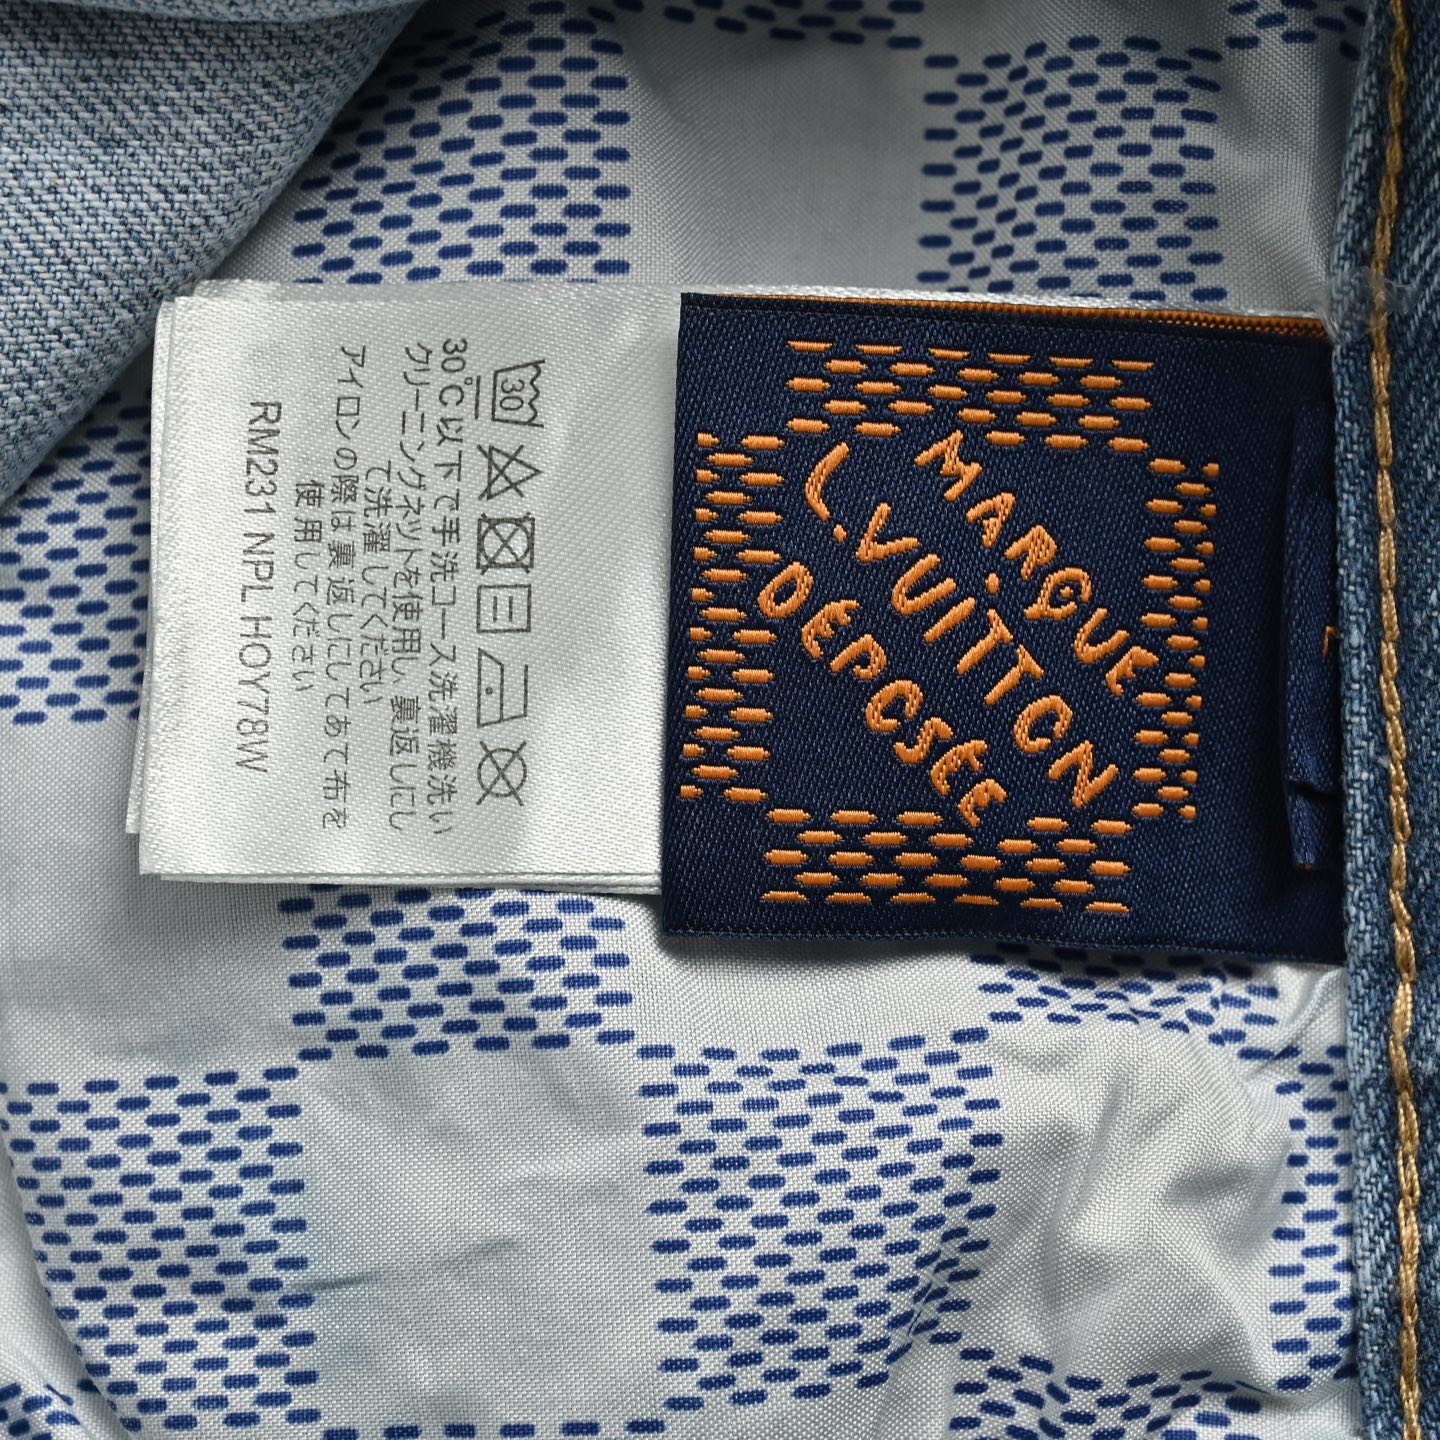 30
30℃以下で手洗コース洗濯機洗い
クリーニングネットを使用し、裏返しにし
て洗濯してください
アイロンの際は裏返しにしてあて布を
使用してください
RM231 NPL HOY78W
MARQUE
L.VUITTON
DÉPOSÉE